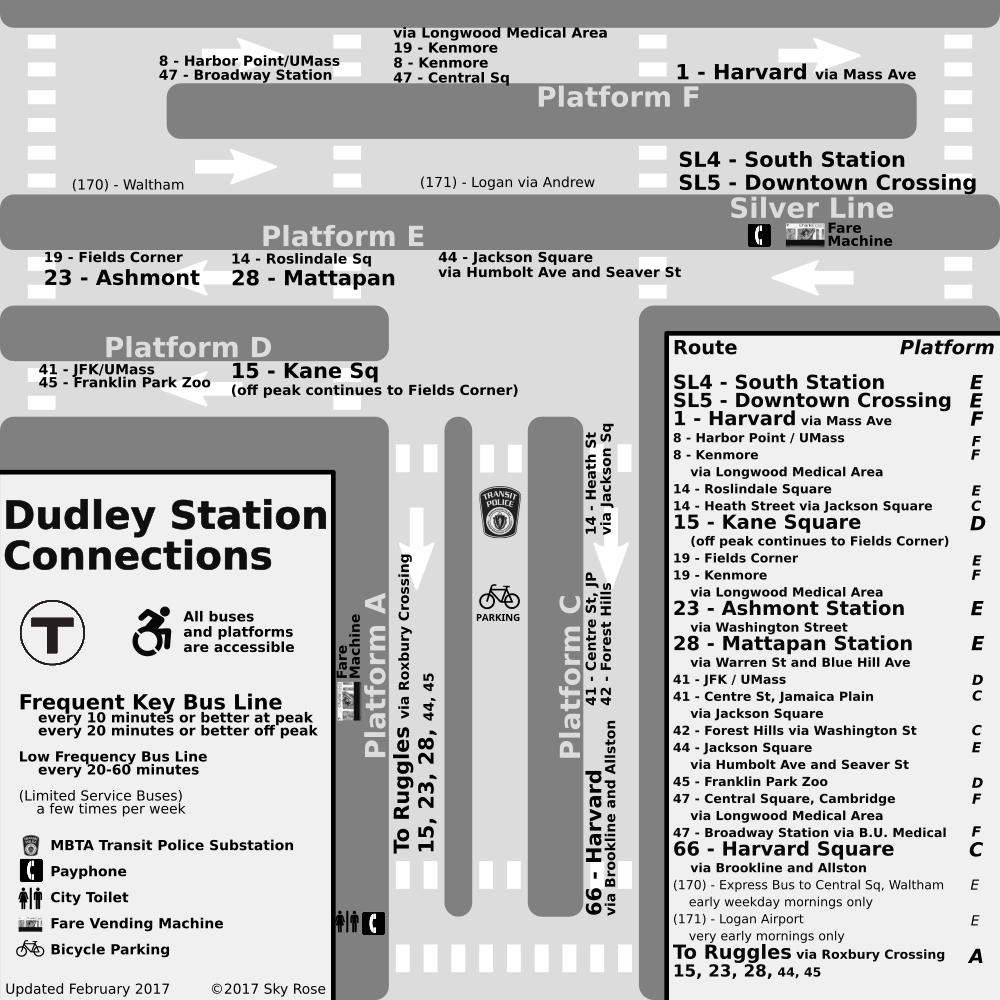 via Longwood Medical Area
19 - Kenmore
8 - Kenmore
47 - Central Sq
8 - Harbor Point/UMass
47 - Broadway Station
1 - Harvard via Mass Ave
Platform F
(170) - Waltham
(171) - Logan via Andrew
SL4 - South Station
SL5 - Downtown Crossing
Silver Line
Fare
Machine
Platform E
19 - Fields Corner
23 - Ashmont
14 - Roslindale Sq
28 - Mattapan
44 - Jackson Square
via Humbolt Ave and Seaver St
Platform D
41 - JFK/UMass
45 - Franklin Park Zoo
15 - Kane Sq
(off peak continues to Fields Corner)
Dudley Station
Connections
T
All buses
and platforms
are accessible
Frequent Key Bus Line
every 10 minutes or better at peak
every 20 minutes or better off peak
Low Frequency Bus Line
every 20-60 minutes
(Limited Service Buses)
a few times per week
MBTA Transit Police Substation
Payphone
City Toilet
Fare Vending Machine
Bicycle Parking
Updated February 2017 ©2017 Sky Rose
Fare
Machine
Platform A
To Ruggles via Roxbury Crossing
15, 23, 28, 44, 45
TRANSIT
POLICE
PARKING
Platform C
14 - Heath St
via Jackson Sq
41 - Centre St, JP
42 - Forest Hills
66 - Harvard
via Brookline and Allston
Route Platform
SL4 - South Station E
SL5 - Downtown Crossing E
1 - Harvard via Mass Ave F
8 - Harbor Point / UMass F
8 - Kenmore F
via Longwood Medical Area
14 - Roslindale Square E
14 - Heath Street via Jackson Square C
15 - Kane Square D
(off peak continues to Fields Corner)
19 - Fields Corner E
19 - Kenmore F
via Longwood Medical Area
23 - Ashmont Station E
via Washington Street
28 - Mattapan Station E
via Warren St and Blue Hill Ave
41 - JFK / UMass D
41 - Centre St, Jamaica Plain C
via Jackson Square
42 - Forest Hills via Washington St C
44 - Jackson Square E
via Humbolt Ave and Seaver St
45 - Franklin Park Zoo D
47 - Central Square, Cambridge F
via Longwood Medical Area
47 - Broadway Station via B.U. Medical F
66 - Harvard Square C
via Brookline and Allston
(170) - Express Bus to Central Sq, Waltham E
early weekday mornings only
(171) - Logan Airport E
very early mornings only
To Ruggles via Roxbury Crossing A
15, 23, 28, 44, 45